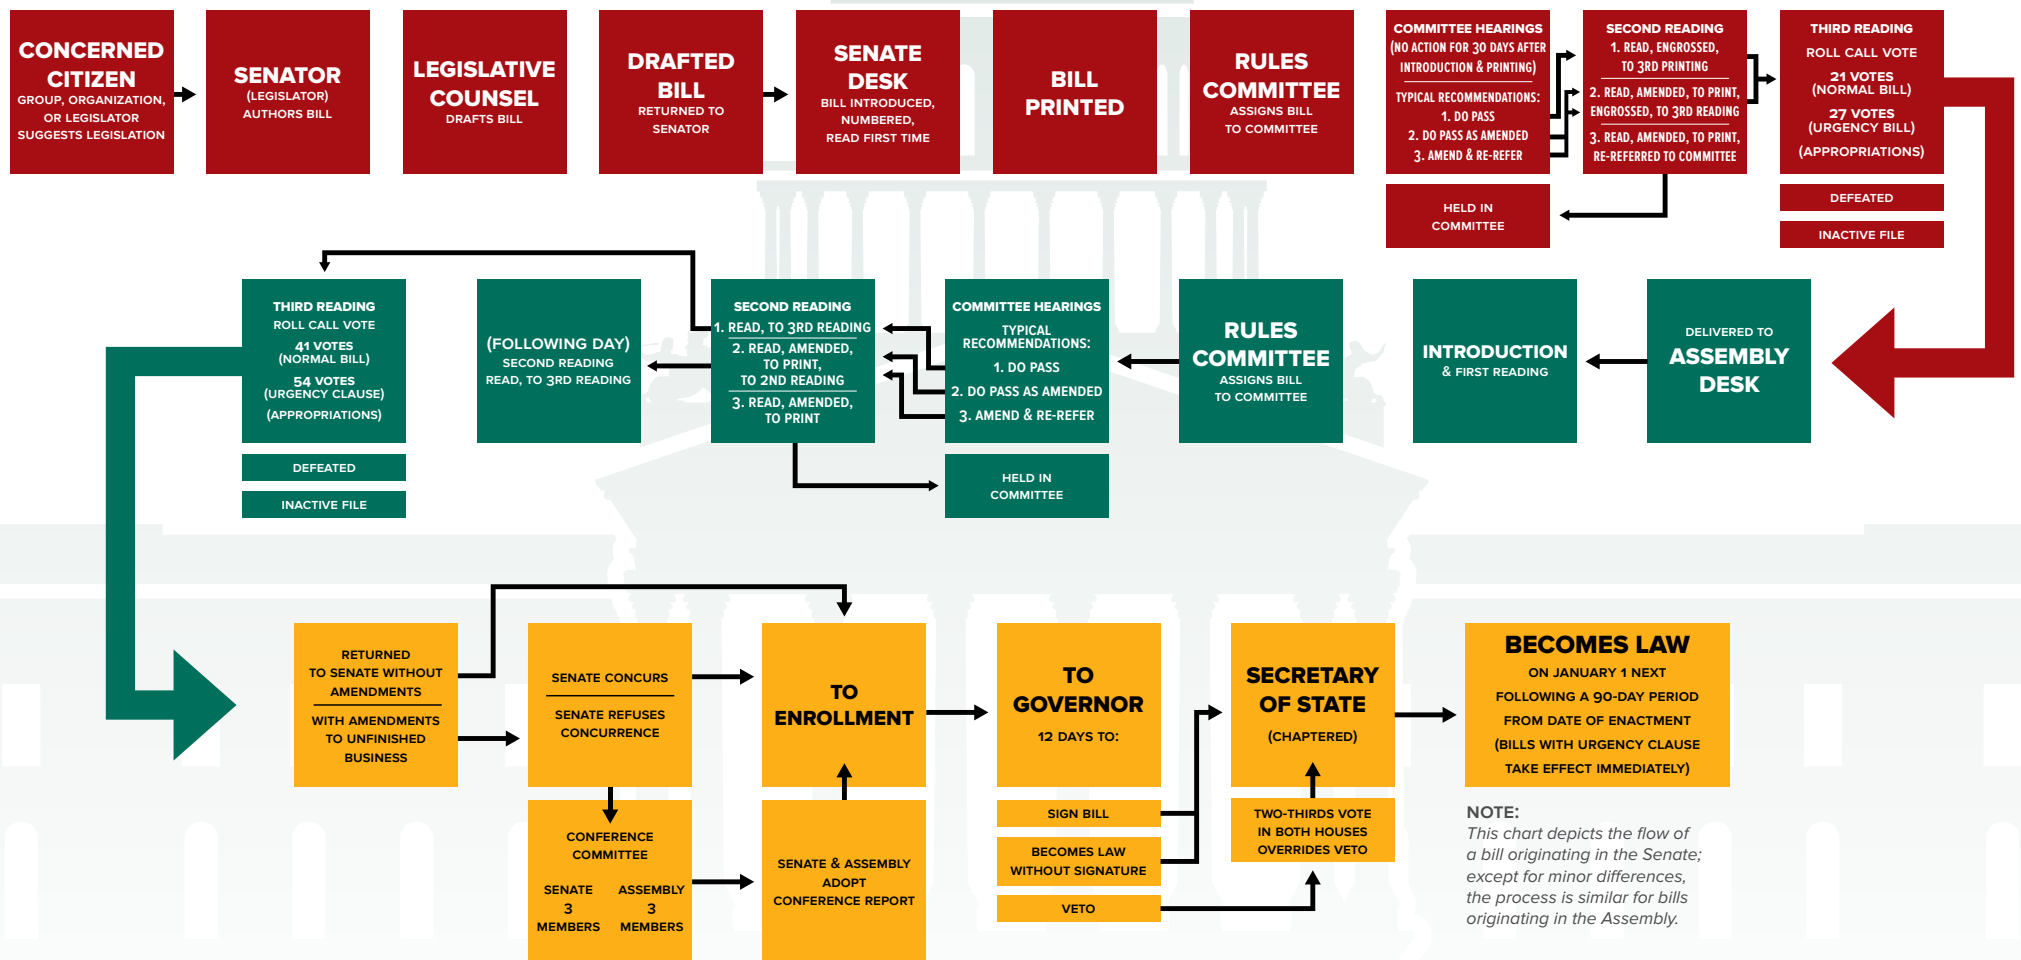 CONCERNED
CITIZEN
GROUP, ORGANIZATION,
OR LEGISLATOR
SUGGESTS LEGISLATION
SENATOR
(LEGISLATOR)
AUTHORS BILL
LEGISLATIVE
COUNSEL
DRAFTS BILL
DRAFTED
BILL
RETURNED TO
SENATOR
SENATE
DESK
BILL INTRODUCED,
NUMBERED,
READ FIRST TIME
BILL
PRINTED
RULES
COMMITTEE
ASSIGNS BILL
TO COMMITTEE
COMMITTEE HEARINGS
(NO ACTION FOR 30 DAYS AFTER
INTRODUCTION & PRINTING)
TYPICAL RECOMMENDATIONS:
1. DO PASS
2. DO PASS AS AMENDED
3. AMEND & RE-REFER
HELD IN
COMMITTEE
SECOND READING
1. READ, ENGROSSED,
TO 3RD PRINTING
2. READ, AMENDED, TO PRINT,
ENGROSSED, TO 3RD READING
3. READ, AMENDED, TO PRINT,
RE-REFERRED TO COMMITTEE
THIRD READING
ROLL CALL VOTE
21 VOTES
(NORMAL BILL)
27 VOTES
(URGENCY BILL)
(APPROPRIATIONS)
DEFEATED
INACTIVE FILE
DELIVERED TO
ASSEMBLY
DESK
INTRODUCTION
& FIRST READING
RULES
COMMITTEE
ASSIGNS BILL
TO COMMITTEE
COMMITTEE HEARINGS
TYPICAL
RECOMMENDATIONS:
1. DO PASS
2. DO PASS AS AMENDED
3. AMEND & RE-REFER
HELD IN
COMMITTEE
SECOND READING
1. READ, TO 3RD READING
2. READ, AMENDED,
TO PRINT,
TO 2ND READING
3. READ, AMENDED,
TO PRINT
(FOLLOWING DAY)
SECOND READING
READ, TO 3RD READING
THIRD READING
ROLL CALL VOTE
41 VOTES
(NORMAL BILL)
54 VOTES
(URGENCY CLAUSE)
(APPROPRIATIONS)
DEFEATED
INACTIVE FILE
RETURNED
TO SENATE WITHOUT
AMENDMENTS
WITH AMENDMENTS
TO UNFINISHED
BUSINESS
SENATE CONCURS
SENATE REFUSES
CONCURRENCE
CONFERENCE
COMMITTEE
SENATE ASSEMBLY
3 3
MEMBERS MEMBERS
TO
ENROLLMENT
SENATE & ASSEMBLY
ADOPT
CONFERENCE REPORT
TO
GOVERNOR
12 DAYS TO:
SIGN BILL
BECOMES LAW
WITHOUT SIGNATURE
VETO
SECRETARY
OF STATE
(CHAPTERED)
TWO-THIRDS VOTE
IN BOTH HOUSES
OVERRIDES VETO
BECOMES LAW
ON JANUARY 1 NEXT
FOLLOWING A 90-DAY PERIOD
FROM DATE OF ENACTMENT
(BILLS WITH URGENCY CLAUSE
TAKE EFFECT IMMEDIATELY)
NOTE:
This chart depicts the flow of
a bill originating in the Senate;
except for minor differences,
the process is similar for bills
originating in the Assembly.